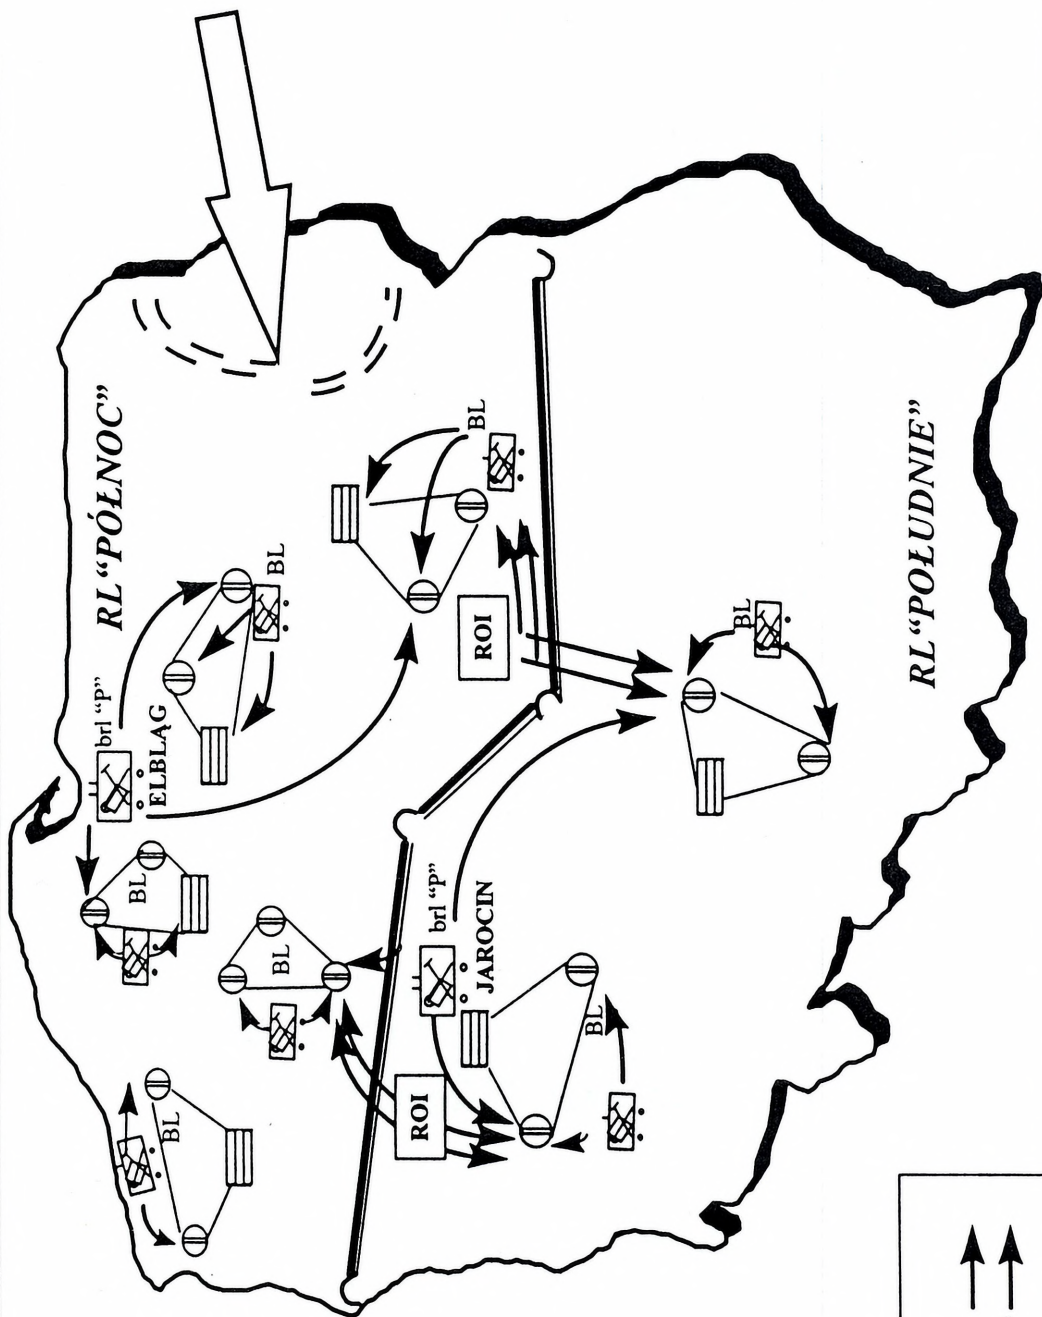 RL “PÓŁNOC”
brl “P”
ELBLĄG
BL
BL
BL
BL
ROI
BL
BL
brl “P”
JAROCIN
BL
ROI
BL
RL “POŁUDNIE”